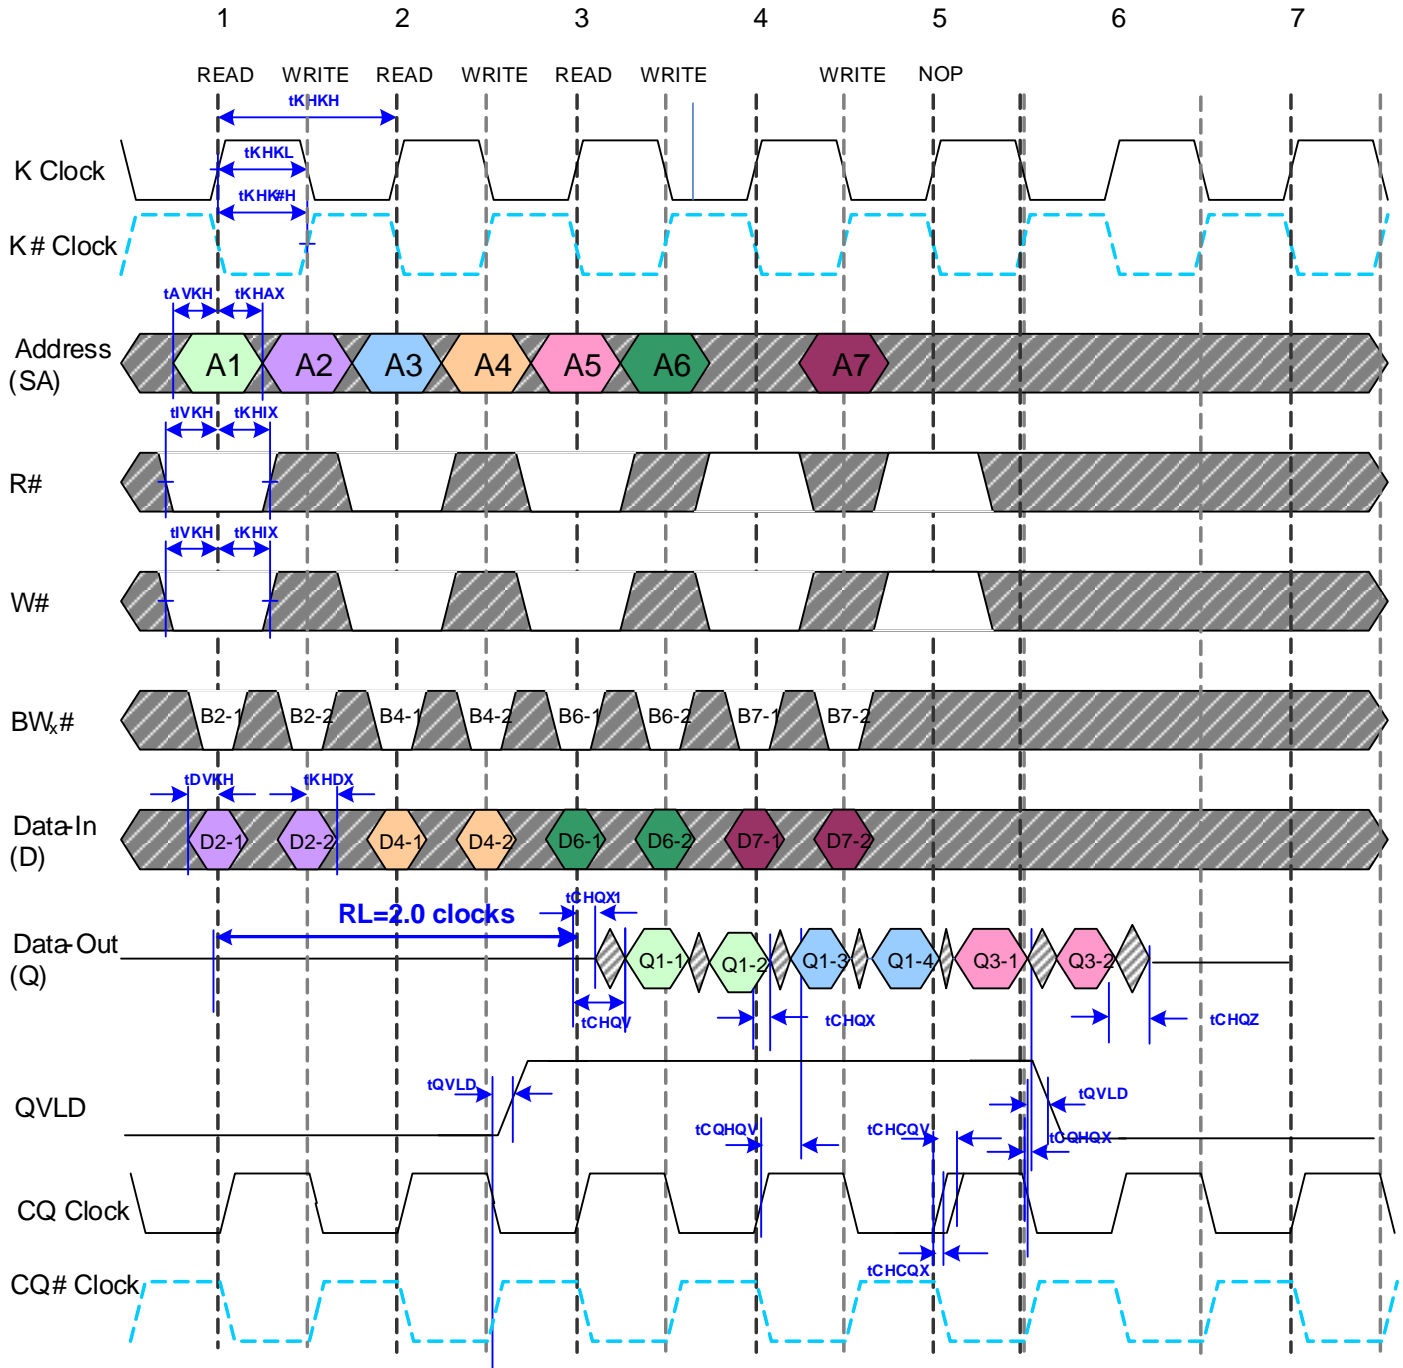 1 2 3 4 5 6 7
READ WRITE READ WRITE READ WRITE WRITE NOP
tKHKH
K Clock
tKHKL
tKHK#H
K# Clock
tAVKH tKHAX
Address
(SA)
A1 A2 A3 A4 A5 A6 A7
tIVKH tKHIX
R#
tIVKH tKHIX
W#
BWx#
B2-1 B2-2 B4-1 B4-2 B6-1 B6-2 B7-1 B7-2
tDVKH tKHDX
Data-In
(D)
D2-1 D2-2 D4-1 D4-2 D6-1 D6-2 D7-1 D7-2
tCHQX1
RL=2.0 clocks
Data-Out
(Q)
Q1-1 Q1-2 Q1-3 Q1-4 Q3-1 Q3-2
tCHQV tCHQX tCHQZ
tQVLD tQVLD
QVLD
tCQHQV tCHCQV tCQHQX
CQ Clock
tCHCQX
CQ# Clock